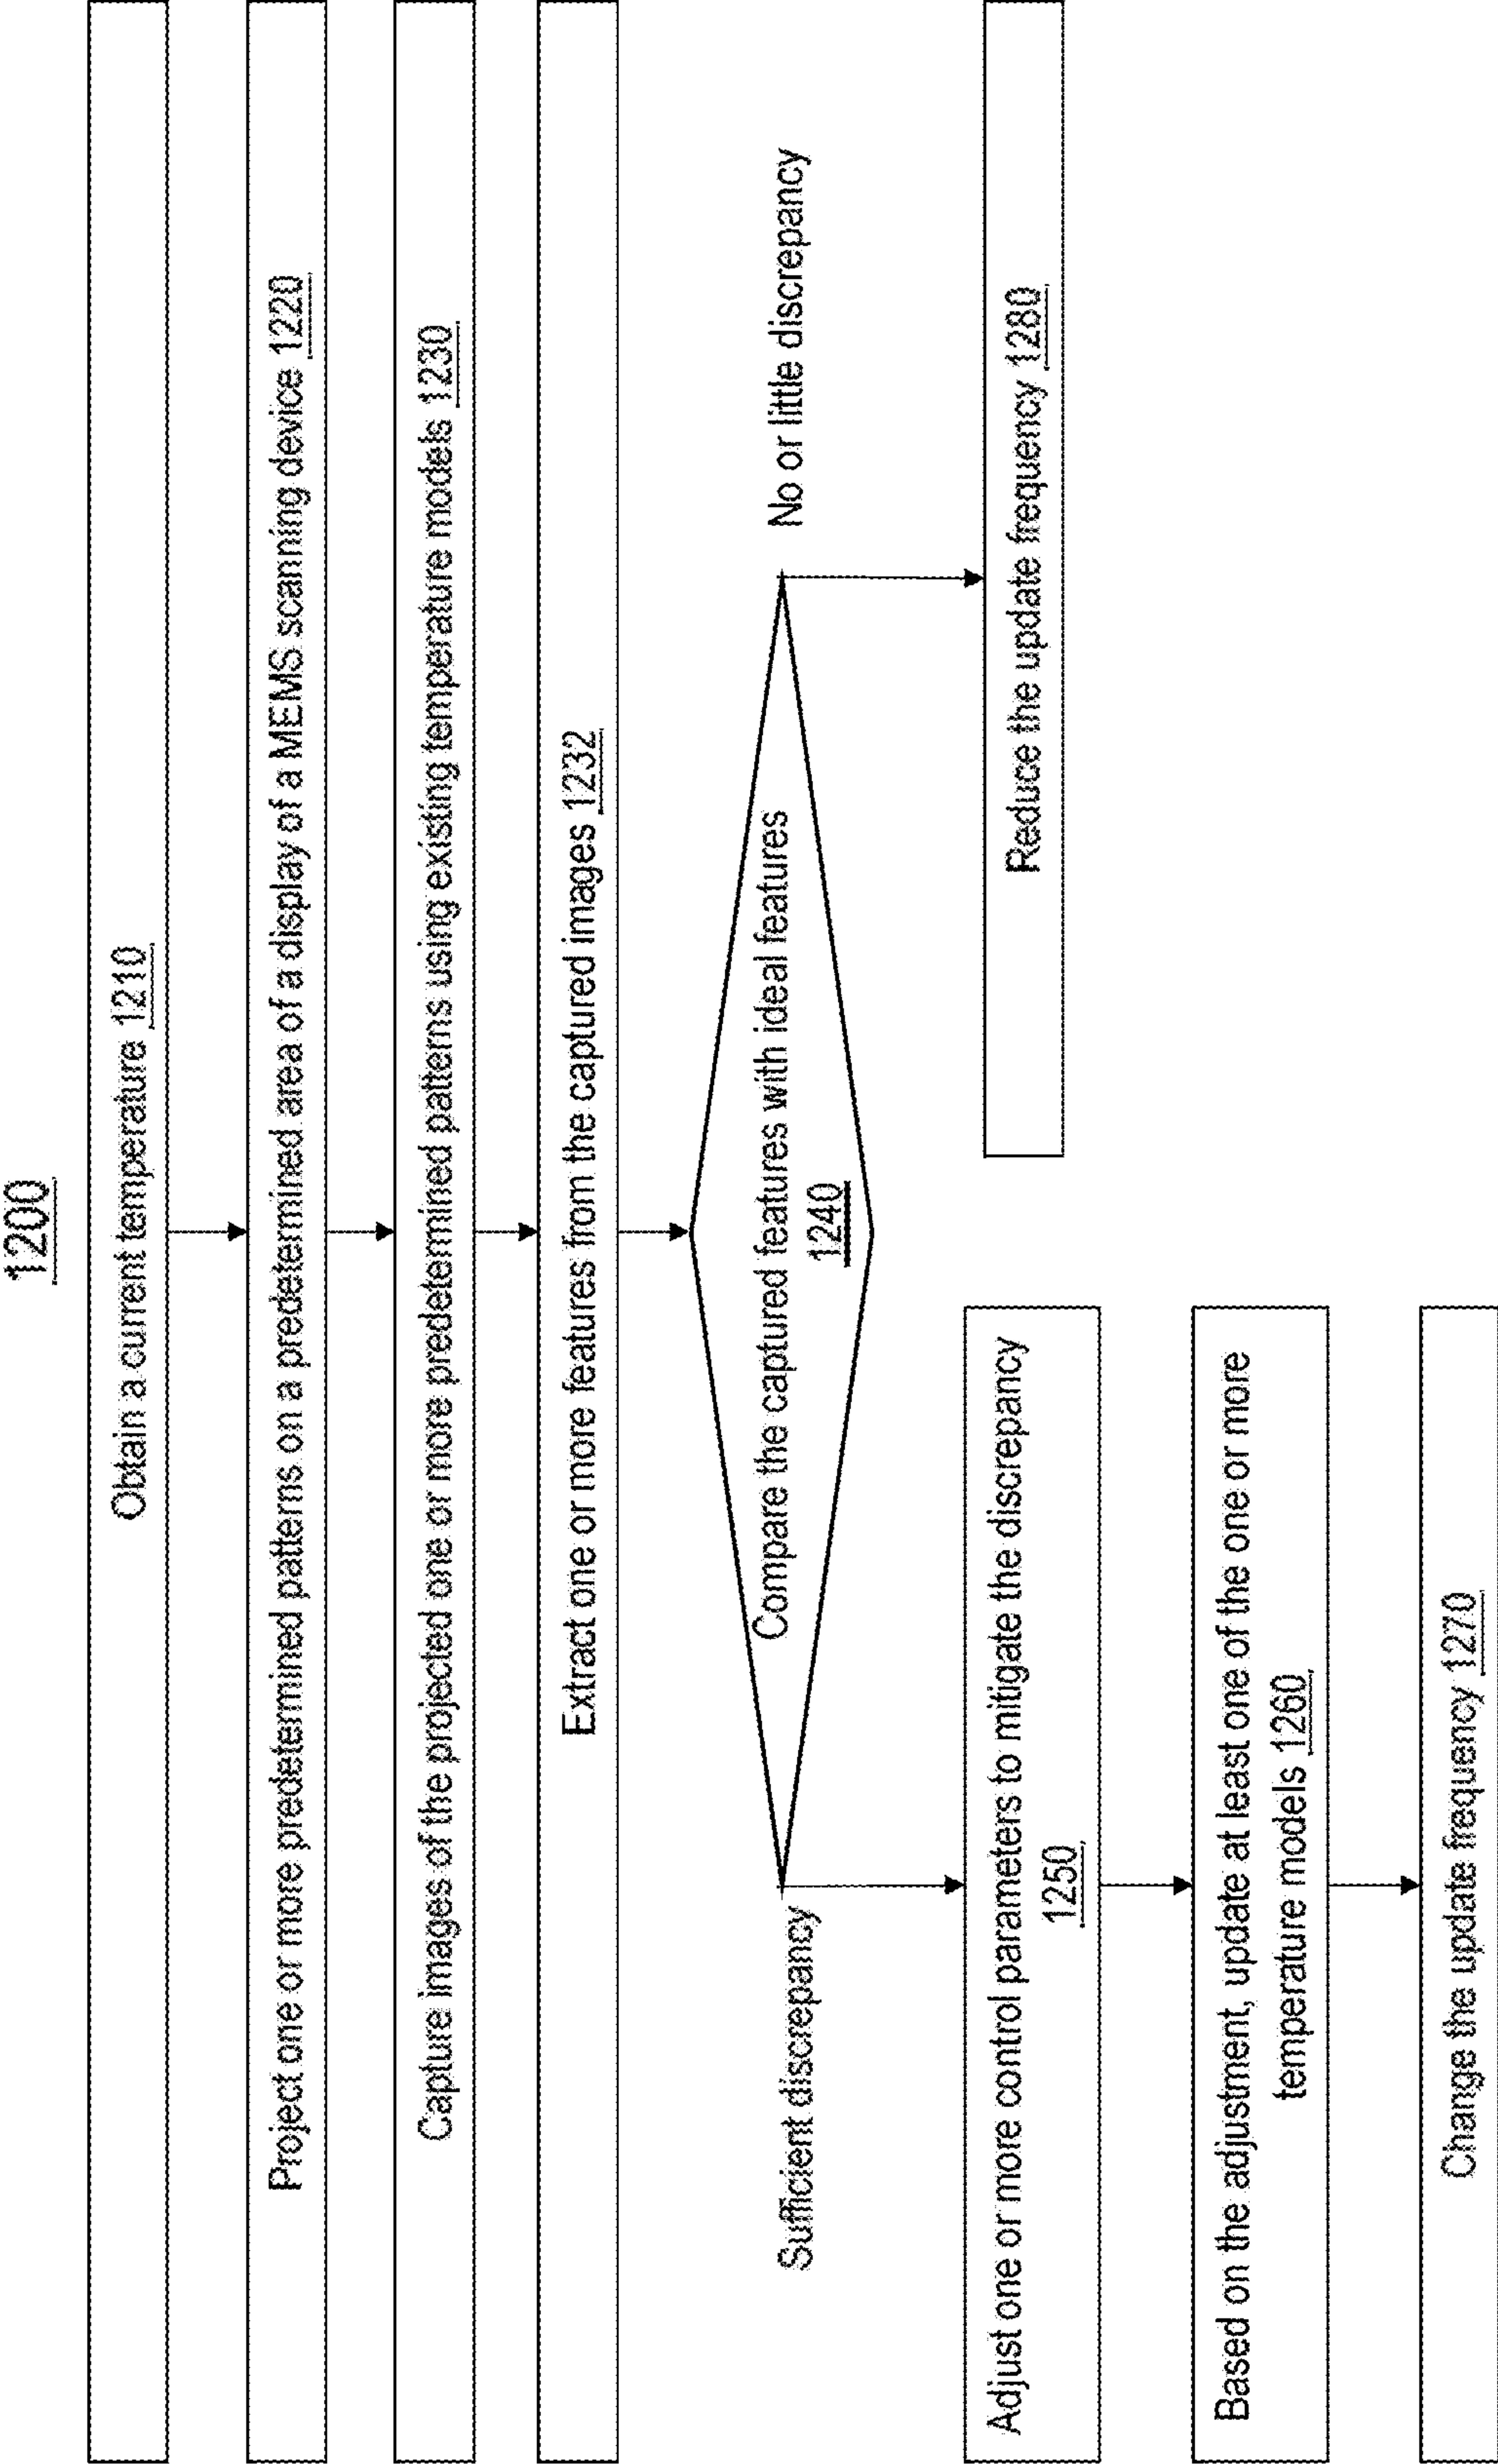 1200
Obtain a current temperature 1210
Project one or more predetermined patterns on a predetermined area of a display of a MEMS scanning device 1220
Capture images of the projected one or more predetermined patterns using existing temperature models 1230
Extract one or more features from the captured images 1232
Compare the captured features with ideal features
1240
Sufficient discrepancy
No or little discrepancy
Adjust one or more control parameters to mitigate the discrepancy
1250
Based on the adjustment, update at least one of the one or more
temperature models 1260
Change the update frequency 1270
Reduce the update frequency 1280